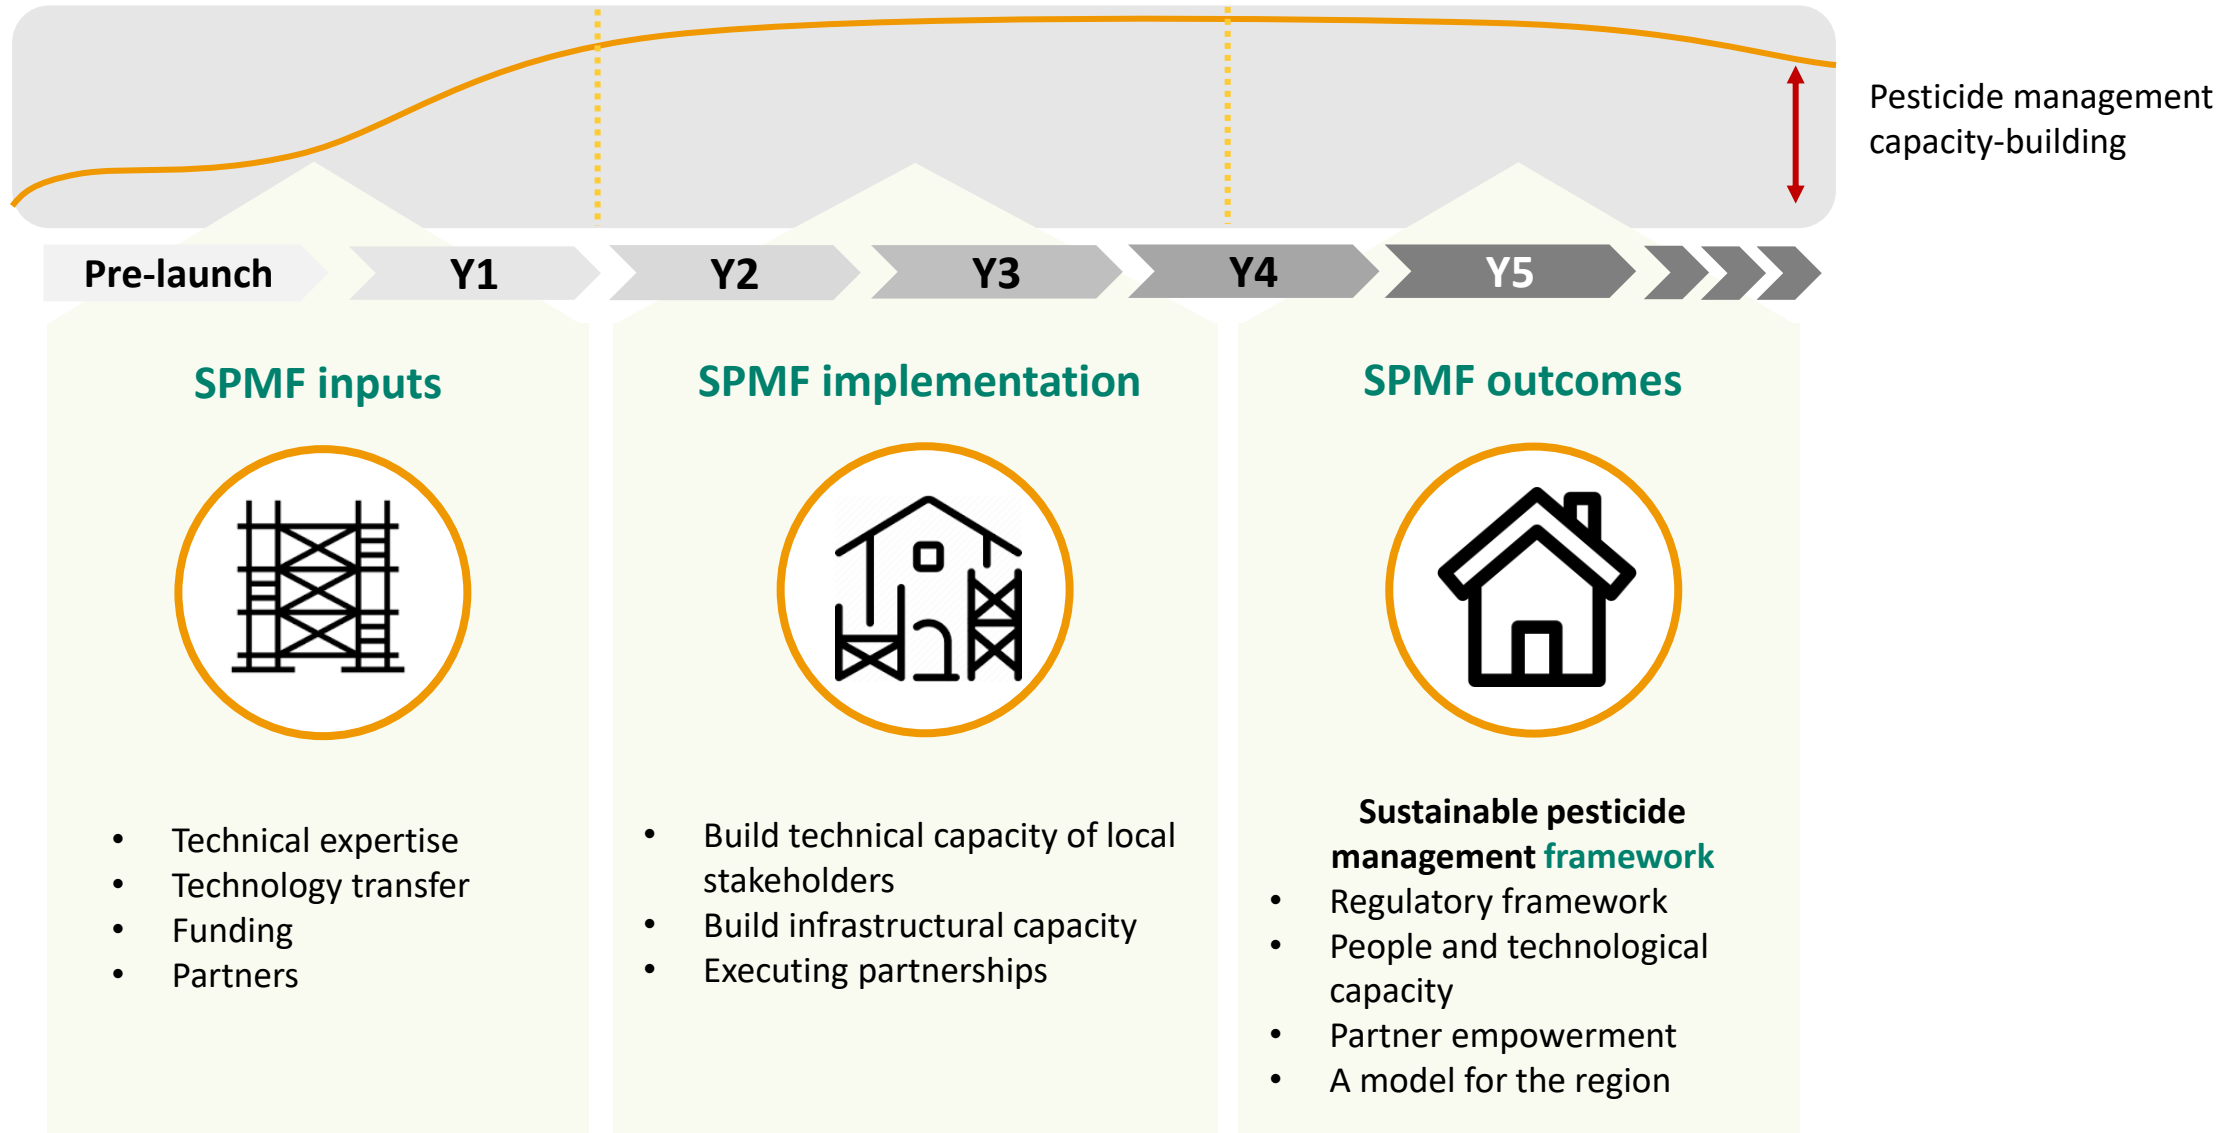 Pesticide management
capacity-building
Pre-launch
Y1
Y2
Y3
Y4
Y5
SPMF inputs
• Technical expertise
• Technology transfer
• Funding
• Partners
SPMF implementation
• Build technical capacity of local
stakeholders
• Build infrastructural capacity
• Executing partnerships
SPMF outcomes
Sustainable pesticide
management framework
• Regulatory framework
• People and technological
capacity
• Partner empowerment
• A model for the region